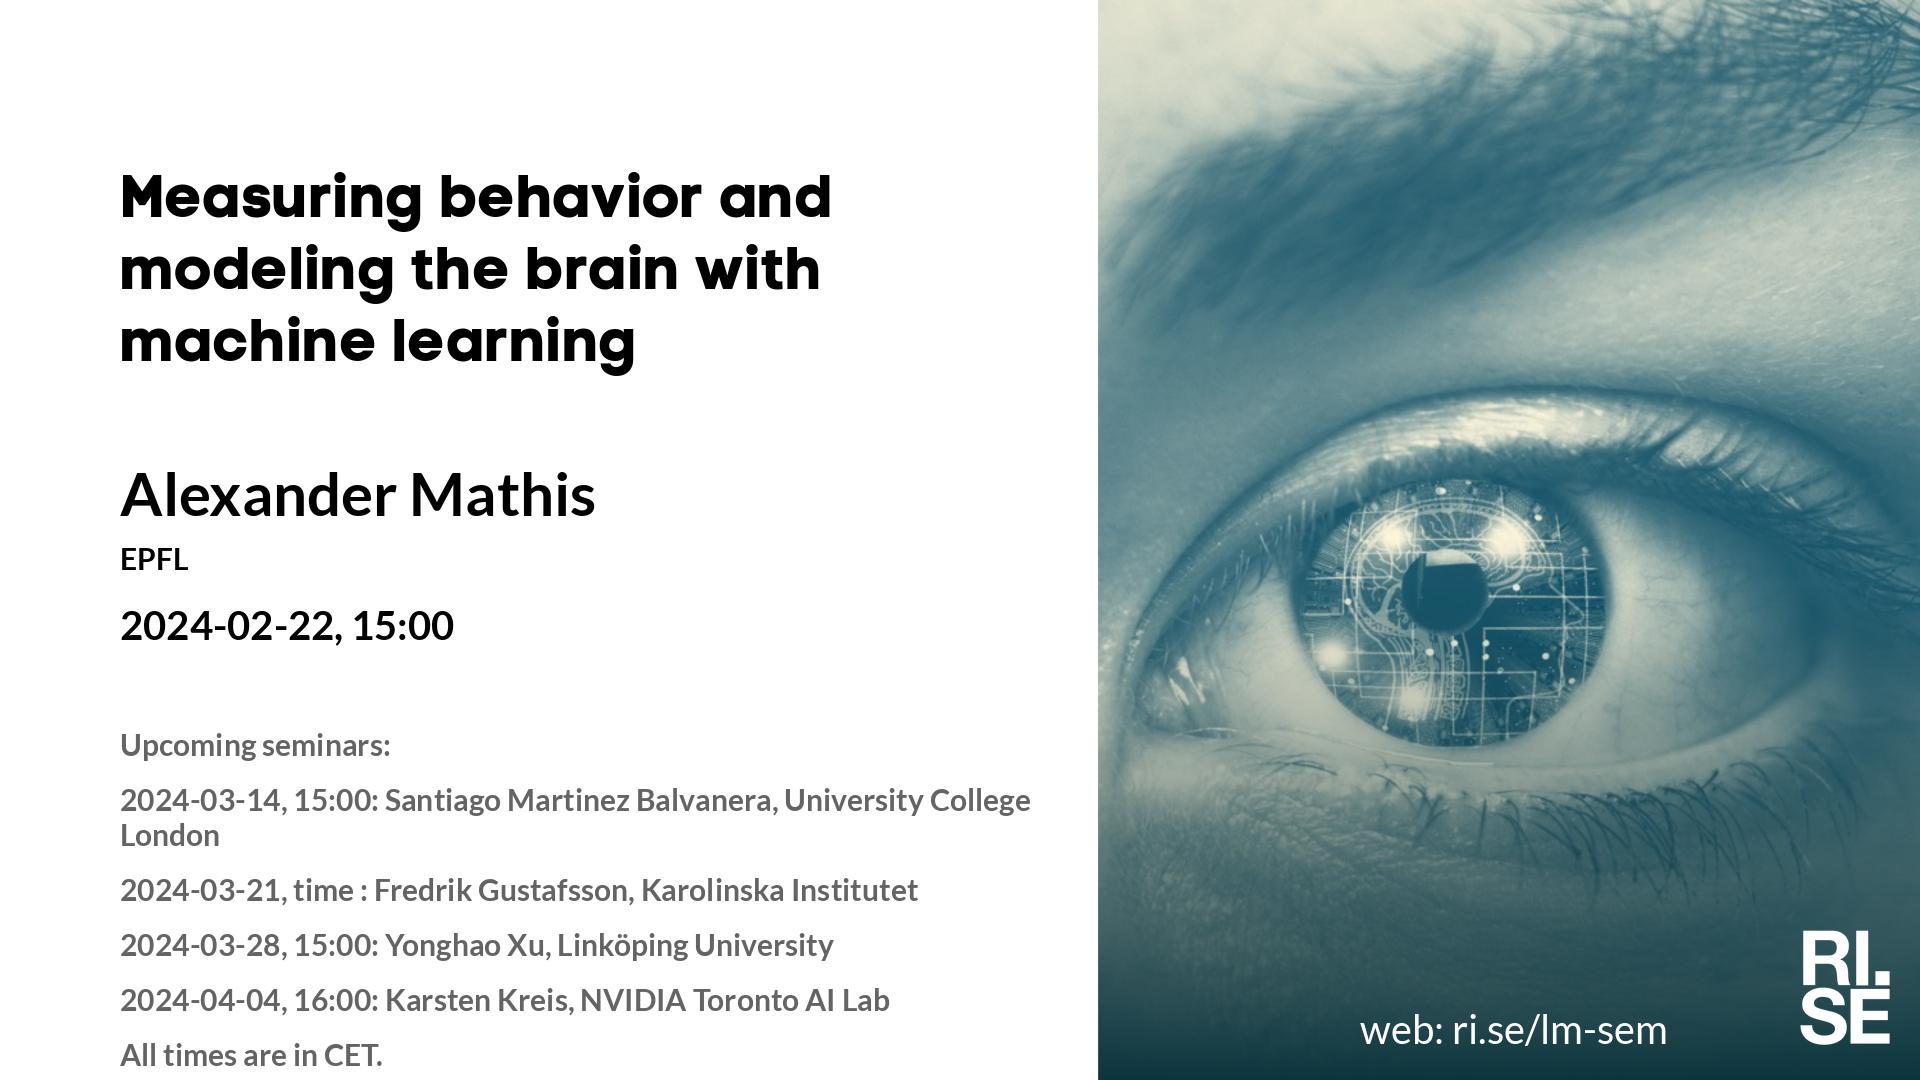 Measuring behavior and
modeling the brain with
machine learning
Alexander Mathis
EPFL
2024-02-22, 15:00
Upcoming seminars:
2024-03-14, 15:00: Santiago Martinez Balvanera, University College
London
2024-03-21, time : Fredrik Gustafsson, Karolinska Institutet
2024-03-28, 15:00: Yonghao Xu, Linköping University
2024-04-04, 16:00: Karsten Kreis, NVIDIA Toronto AI Lab
All times are in CET.
web: ri.se/lm-sem
RI.
SE